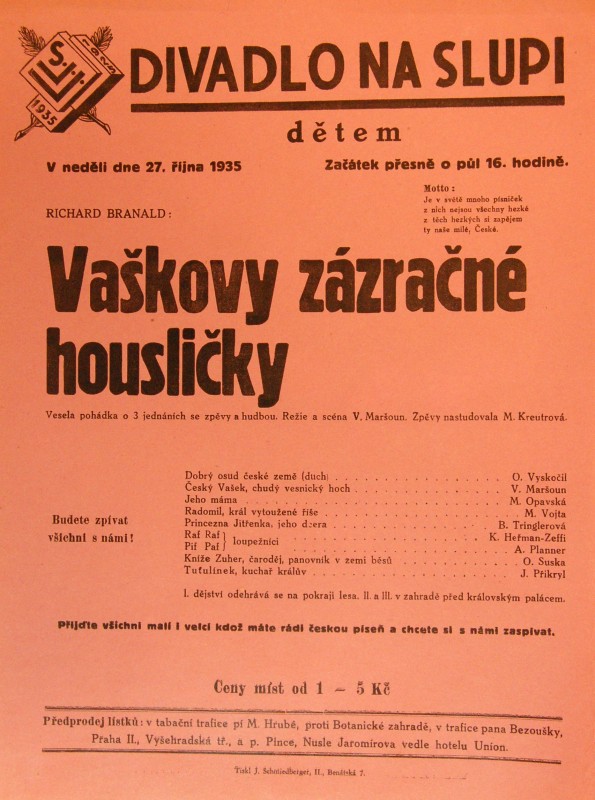 S.J.J.
1935
DIVADLO NA SLUPI
dětem
V neděli dne 27. října 1935 Začátek přesně o půl 16. hodině.
Motto:
Je v světě mnoho písniček
z nich nejsou všechny hezké
z těch hezkých si zapějem
ty naše milé, České.
RICHARD BRANALD:
Vaškovy zázračné
housličky
Vesela pohádka o 3 jednáních se zpěvy a hudbou. Režie a scéna V. Maršoun. Zpěvy nastudovala M. Kreutrová.
Budete zpívat
všichni s námi!
Dobrý osud české země (duch) . . . . O. Vyskočil
Český Vašek, chudý vesnický hoch . . . . V. Maršoun
Jeho máma . . . . M. Opavská
Radomil, král vytoužené říše . . . . M. Vojta
Princezna Jitřenka, jeho dcera . . . . B. Tringlerová
Raf Raf } loupežníci . . . . K. Heřman-Zeffi
Pif Paf } . . . . A. Planner
Kníže Zuher, čaroděj, panovník v zemi běsů . . . . O. Suska
Tuťulínek, kuchař králův . . . . J. Přikryl
I. dějství odehrává se na pokraji lesa. II. a III. v zahradě před královským palácem.
Přijďte všichni malí i velcí kdož máte rádi českou píseň a chcete si s námi zaspívat.
Ceny míst od 1 — 5 Kč
Předprodej lístků: v tabační trafice pí M. Hrubé, proti Botanické zahradě, v trafice pana Bezoušky,
Praha II., Výšehradská tř., a p. Pince, Nusle Jaromírova vedle hotelu Union.
Tiskl J. Schmiedberger, II., Benátská 7.